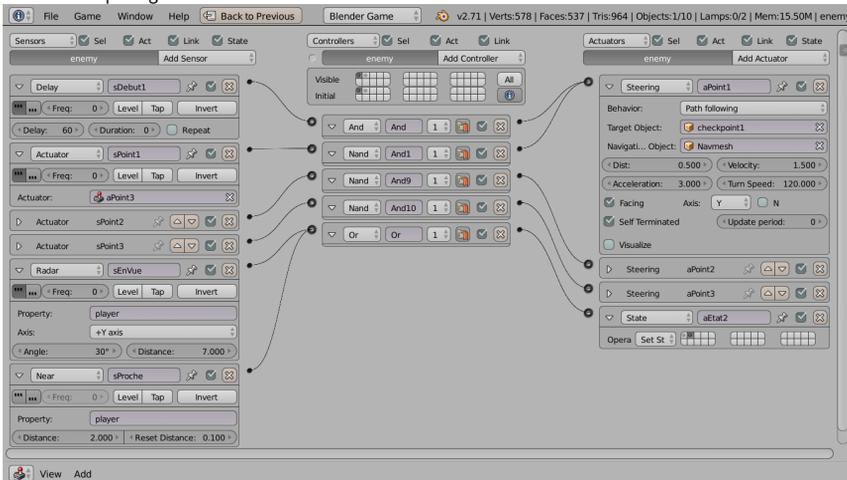 File Game Window Help Back to Previous Blender Game v2.71 | Verts:578 | Faces:537 | Tris:964 | Objects:1/10 | Lamps:0/2 | Mem:15.50M | enemy
Sensors Sel Act Link State Controllers Sel Act Link Actuators Sel Act Link State
enemy Add Sensor enemy Add Controller enemy Add Actuator
Delay sDebut1
Freq: 0 Level Tap Invert
Delay: 60 Duration: 0 Repeat
Actuator sPoint1
Freq: 0 Level Tap Invert
Actuator: aPoint3
Actuator sPoint2
Actuator sPoint3
Radar sEnVue
Freq: 0 Level Tap Invert
Property: player
Axis: +Y axis
Angle: 30° Distance: 7.000
Near sProche
Freq: 0 Level Tap Invert
Property: player
Distance: 2.000 Reset Distance: 0.100
Visible All
Initial
And And 1
Nand And1 1
Nand And9 1
Nand And10 1
Or Or 1
Steering aPoint1
Behavior: Path following
Target Object: checkpoint1
Navigati... Object: Navmesh
Dist: 0.500 Velocity: 1.500
Acceleration: 3.000 Turn Speed: 120.000
Facing Axis: Y N
Self Terminated Update period: 0
Visualize
Steering aPoint2
Steering aPoint3
State aEtat2
Opera Set St
View Add